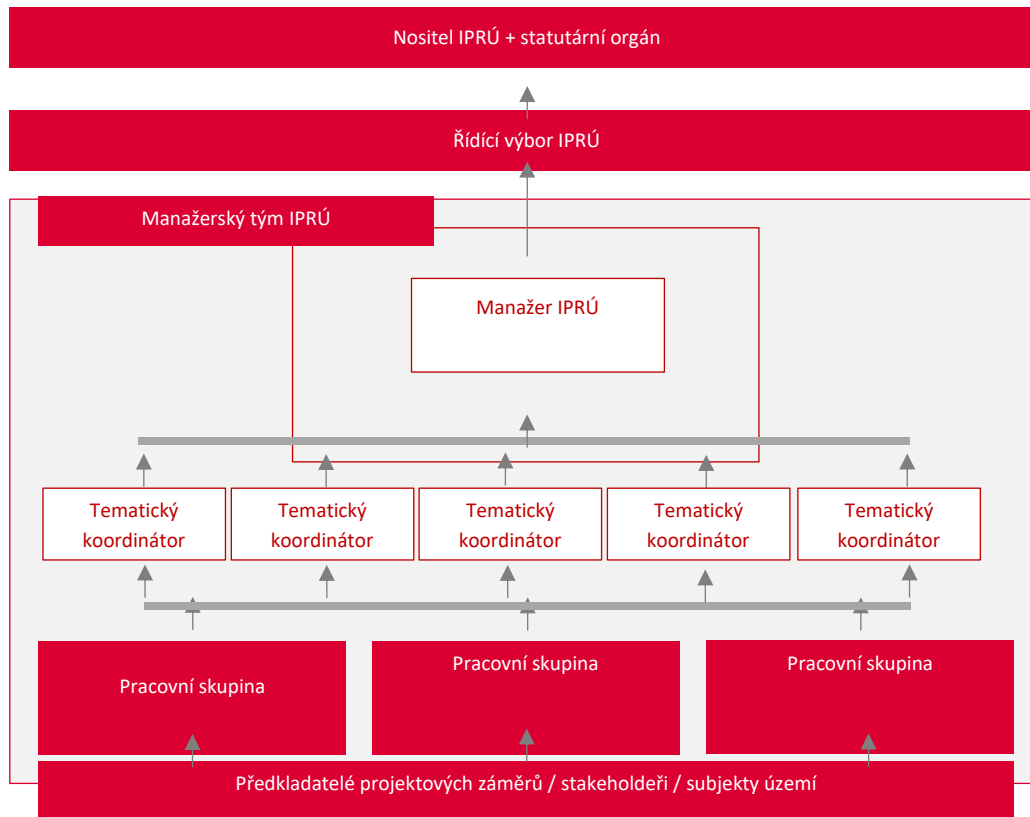 Nositel IPRÚ + statutární orgán
Řídící výbor IPRÚ
Manažerský tým IPRÚ
Manažer IPRÚ
Tematický
koordinátor
Tematický
koordinátor
Tematický
koordinátor
Tematický
koordinátor
Tematický
koordinátor
Pracovní skupina
Pracovní skupina
Pracovní skupina
Předkladatelé projektových záměrů / stakeholdeři / subjekty území